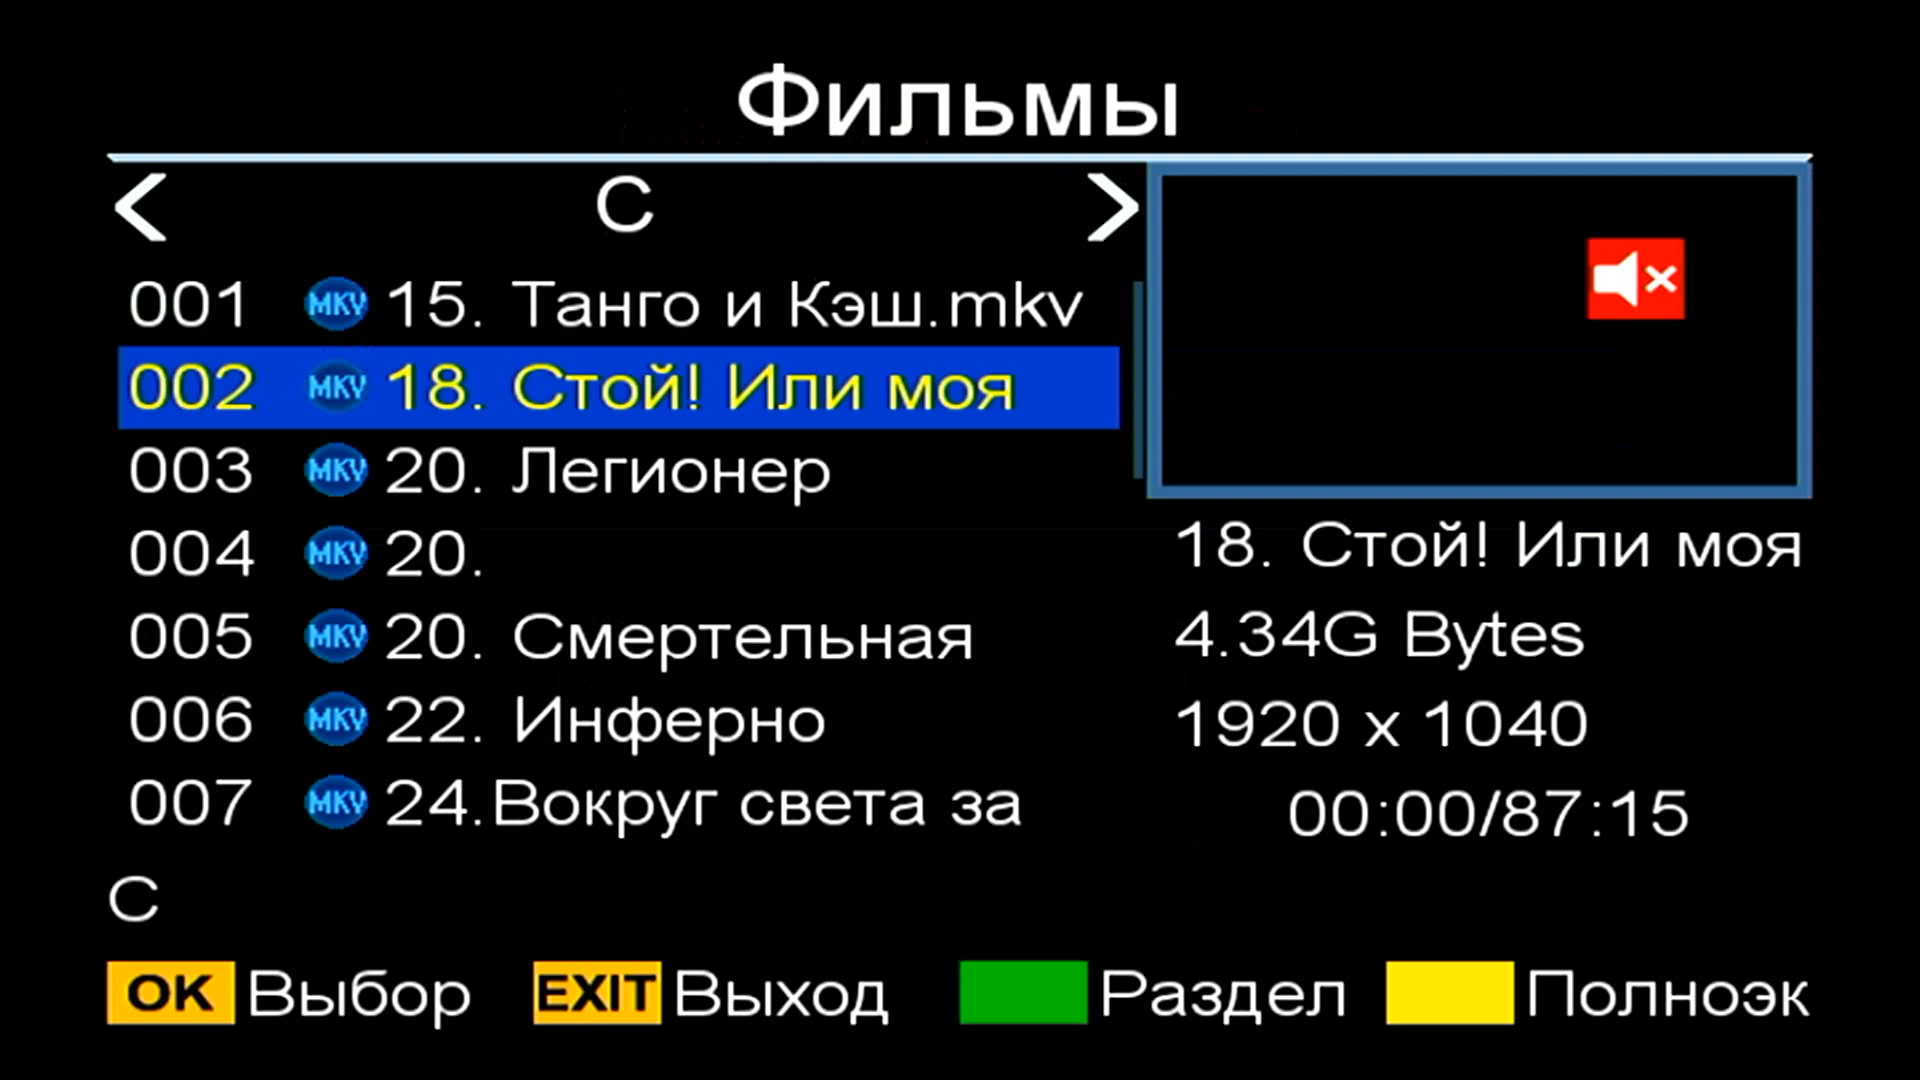 Фильмы
< C >
001 MKV 15. Танго и Кэш.mkv
002 MKV 18. Стой! Или моя
003 MKV 20. Легионер
004 MKV 20.
005 MKV 20. Смертельная
006 MKV 22. Инферно
007 MKV 24.Вокруг света за
18. Стой! Или моя
4.34G Bytes
1920 x 1040
00:00/87:15
C
OK Выбор EXIT Выход Раздел Полноэк